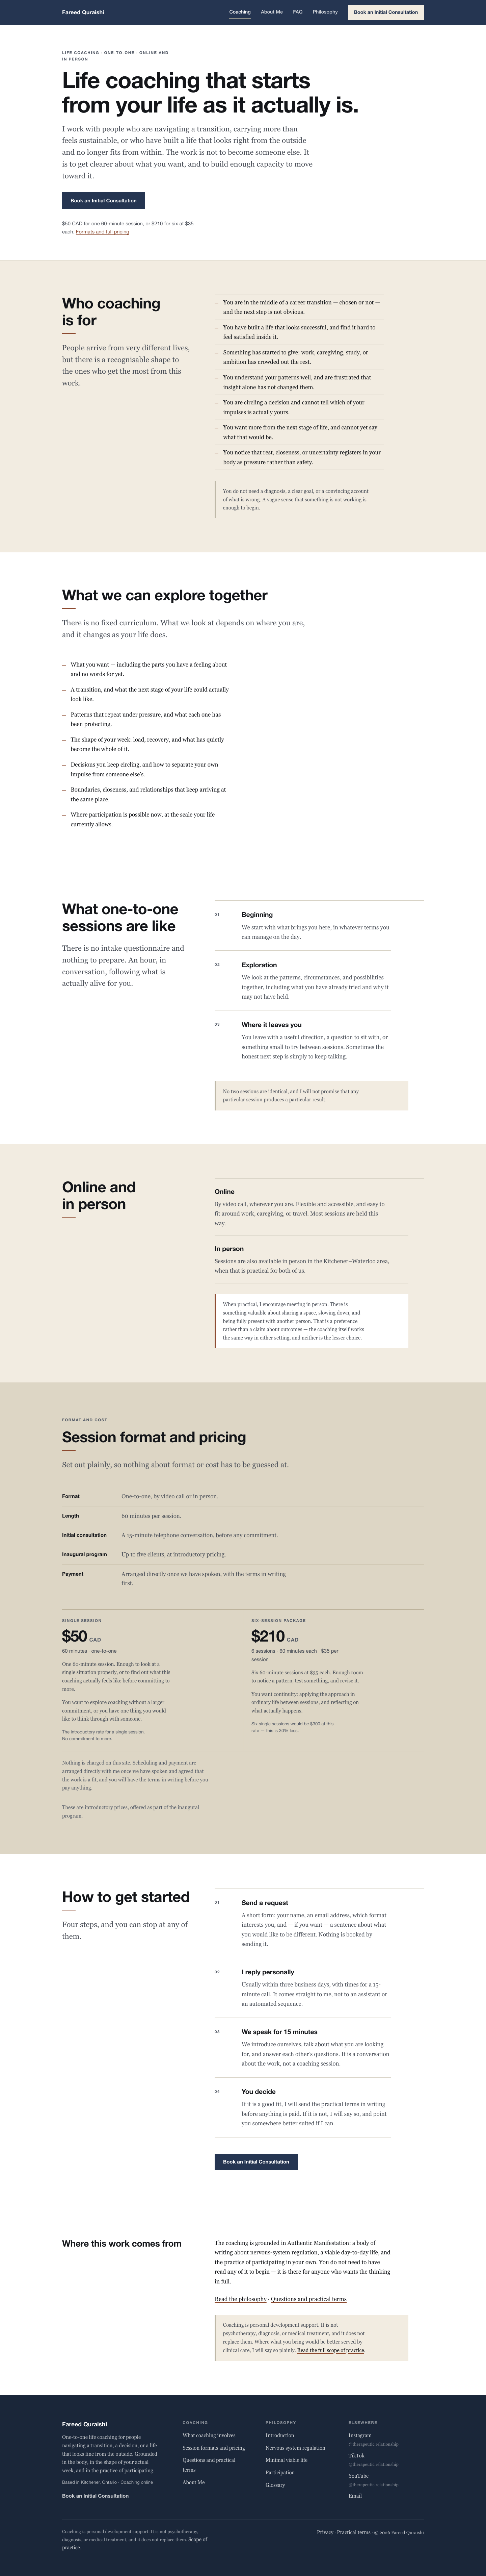 Fareed Quraishi
Coaching
About Me
FAQ
Philosophy
Book an Initial Consultation
LIFE COACHING · ONE-TO-ONE · ONLINE AND
IN PERSON
Life coaching that starts
from your life as it actually is.
I work with people who are navigating a transition, carrying more than
feels sustainable, or who have built a life that looks right from the outside
and no longer fits from within. The work is not to become someone else. It
is to get clearer about what you want, and to build enough capacity to move
toward it.
Book an Initial Consultation
$50 CAD for one 60-minute session, or $210 for six at $35
each. Formats and full pricing
Who coaching
is for
People arrive from very different lives,
but there is a recognisable shape to
the ones who get the most from this
work.
— You are in the middle of a career transition — chosen or not —
and the next step is not obvious.
— You have built a life that looks successful, and find it hard to
feel satisfied inside it.
— Something has started to give: work, caregiving, study, or
ambition has crowded out the rest.
— You understand your patterns well, and are frustrated that
insight alone has not changed them.
— You are circling a decision and cannot tell which of your
impulses is actually yours.
— You want more from the next stage of life, and cannot yet say
what that would be.
— You notice that rest, closeness, or uncertainty registers in your
body as pressure rather than safety.
You do not need a diagnosis, a clear goal, or a convincing account
of what is wrong. A vague sense that something is not working is
enough to begin.
What we can explore together
There is no fixed curriculum. What we look at depends on where you are,
and it changes as your life does.
— What you want — including the parts you have a feeling about
and no words for yet.
— A transition, and what the next stage of your life could actually
look like.
— Patterns that repeat under pressure, and what each one has
been protecting.
— The shape of your week: load, recovery, and what has quietly
become the whole of it.
— Decisions you keep circling, and how to separate your own
impulse from someone else's.
— Boundaries, closeness, and relationships that keep arriving at
the same place.
— Where participation is possible now, at the scale your life
currently allows.
What one-to-one
sessions are like
There is no intake questionnaire and
nothing to prepare. An hour, in
conversation, following what is
actually alive for you.
01
Beginning
We start with what brings you here, in whatever terms you
can manage on the day.
02
Exploration
We look at the patterns, circumstances, and possibilities
together, including what you have already tried and why it
may not have held.
03
Where it leaves you
You leave with a useful direction, a question to sit with, or
something small to try between sessions. Sometimes the
honest next step is simply to keep talking.
No two sessions are identical, and I will not promise that any
particular session produces a particular result.
Online and
in person
Online
By video call, wherever you are. Flexible and accessible, and easy to
fit around work, caregiving, or travel. Most sessions are held this
way.
In person
Sessions are also available in person in the Kitchener–Waterloo area,
when that is practical for both of us.
When practical, I encourage meeting in person. There is
something valuable about sharing a space, slowing down, and
being fully present with another person. That is a preference
rather than a claim about outcomes — the coaching itself works
the same way in either setting, and neither is the lesser choice.
FORMAT AND COST
Session format and pricing
Set out plainly, so nothing about format or cost has to be guessed at.
Format
One-to-one, by video call or in person.
Length
60 minutes per session.
Initial consultation
A 15-minute telephone conversation, before any commitment.
Inaugural program
Up to five clients, at introductory pricing.
Payment
Arranged directly once we have spoken, with the terms in writing
first.
SINGLE SESSION
$50 CAD
60 minutes · one-to-one
One 60-minute session. Enough to look at a
single situation properly, or to find out what this
coaching actually feels like before committing to
more.
You want to explore coaching without a larger
commitment, or you have one thing you would
like to think through with someone.
The introductory rate for a single session.
No commitment to more.
SIX-SESSION PACKAGE
$210 CAD
6 sessions · 60 minutes each · $35 per
session
Six 60-minute sessions at $35 each. Enough room
to notice a pattern, test something, and revise it.
You want continuity: applying the approach in
ordinary life between sessions, and reflecting on
what actually happens.
Six single sessions would be $300 at this
rate — this is 30% less.
Nothing is charged on this site. Scheduling and payment are
arranged directly with me once we have spoken and agreed that
the work is a fit, and you will have the terms in writing before you
pay anything.
These are introductory prices, offered as part of the inaugural
program.
How to get started
Four steps, and you can stop at any of
them.
01
Send a request
A short form: your name, an email address, which format
interests you, and — if you want — a sentence about what
you would like to be different. Nothing is booked by
sending it.
02
I reply personally
Usually within three business days, with times for a 15-
minute call. It comes straight to me, not to an assistant or
an automated sequence.
03
We speak for 15 minutes
We introduce ourselves, talk about what you are looking
for, and answer each other's questions. It is a conversation
about the work, not a coaching session.
04
You decide
If it is a good fit, I will send the practical terms in writing
before anything is paid. If it is not, I will say so, and point
you somewhere better suited if I can.
Book an Initial Consultation
Where this work comes from
The coaching is grounded in Authentic Manifestation: a body of
writing about nervous-system regulation, a viable day-to-day life, and
the practice of participating in your own. You do not need to have
read any of it to begin — it is there for anyone who wants the thinking
in full.
Read the philosophy · Questions and practical terms
Coaching is personal development support. It is not
psychotherapy, diagnosis, or medical treatment, and it does not
replace them. Where what you bring would be better served by
clinical care, I will say so plainly. Read the full scope of practice.
Fareed Quraishi
One-to-one life coaching for people
navigating a transition, a decision, or a life
that looks fine from the outside. Grounded
in the body, in the shape of your actual
week, and in the practice of participating.
Based in Kitchener, Ontario · Coaching online
Book an Initial Consultation
COACHING
What coaching involves
Session formats and pricing
Questions and practical
terms
About Me
PHILOSOPHY
Introduction
Nervous system regulation
Minimal viable life
Participation
Glossary
ELSEWHERE
Instagram
@therapeutic.relationship
TikTok
@therapeutic.relationship
YouTube
@therapeutic.relationship
Email
Coaching is personal development support. It is not psychotherapy,
diagnosis, or medical treatment, and it does not replace them. Scope of
practice.
Privacy · Practical terms · © 2026 Fareed Quraishi